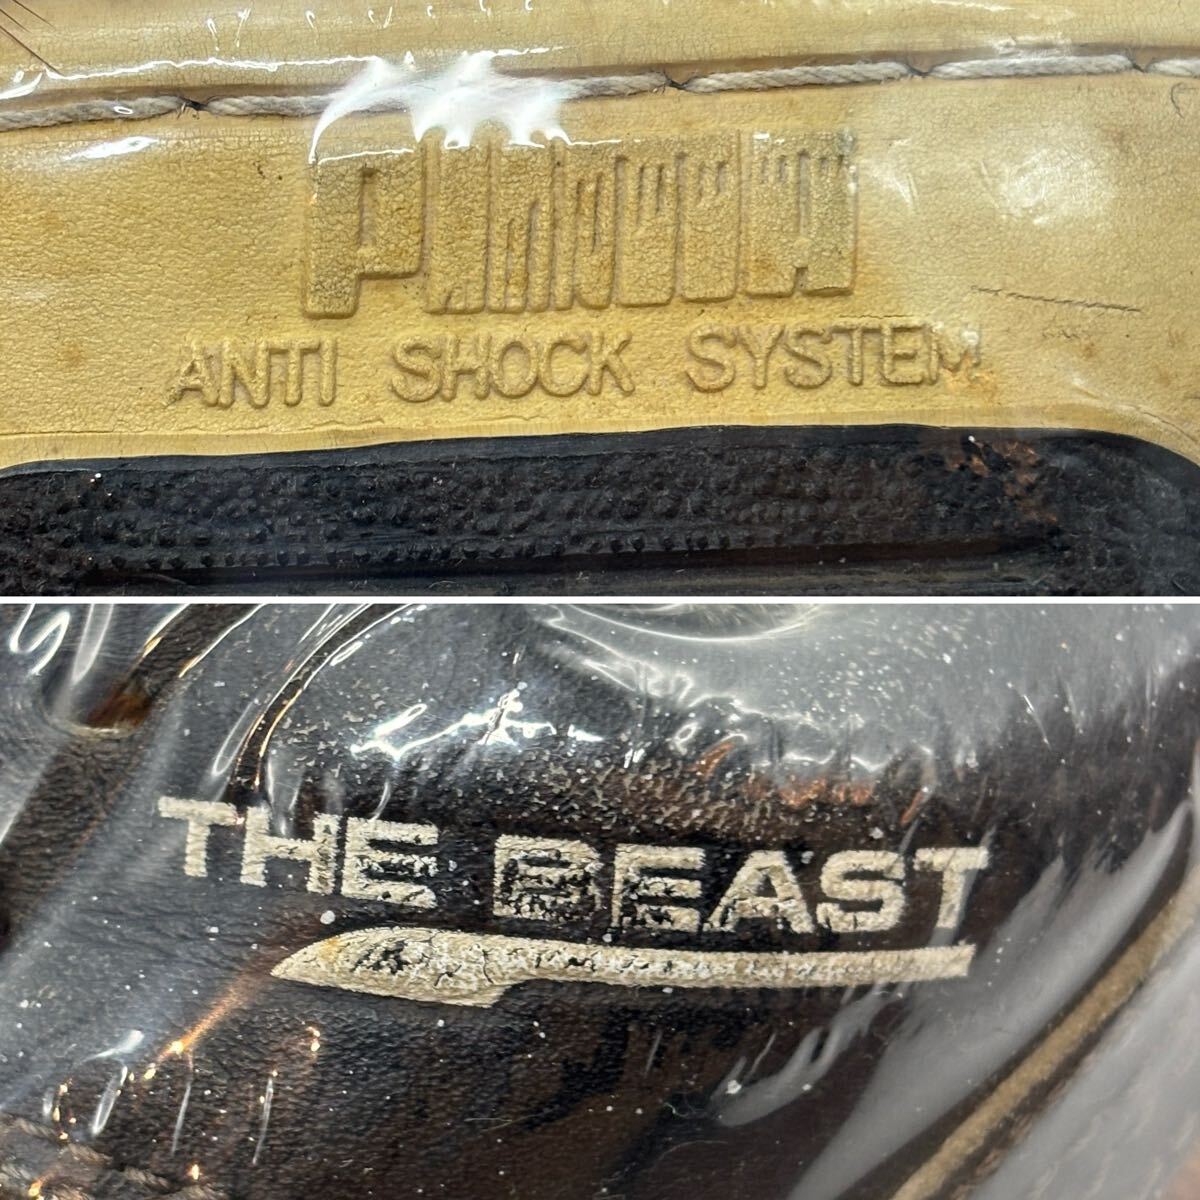 PUMA
ANTI SHOCK SYSTEM
THE BEAST